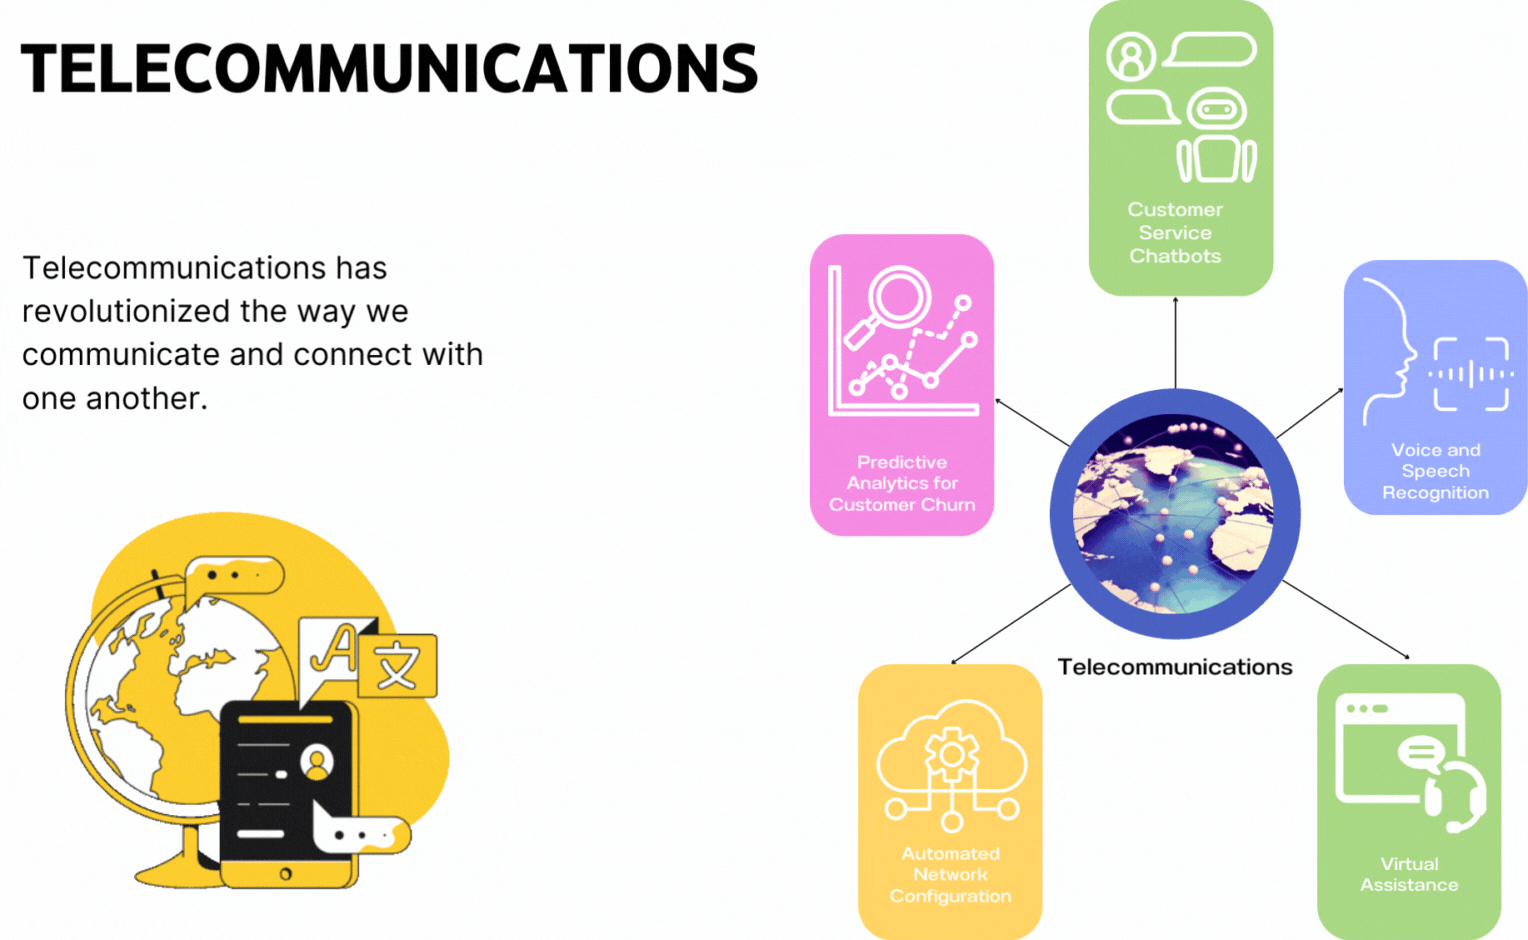 TELECOMMUNICATIONS
Telecommunications has
revolutionized the way we
communicate and connect with
one another.
A
文
Customer
Service
Chatbots
Predictive
Analytics for
Customer Churn
Voice and
Speech
Recognition
Telecommunications
Automated
Network
Configuration
Virtual
Assistance